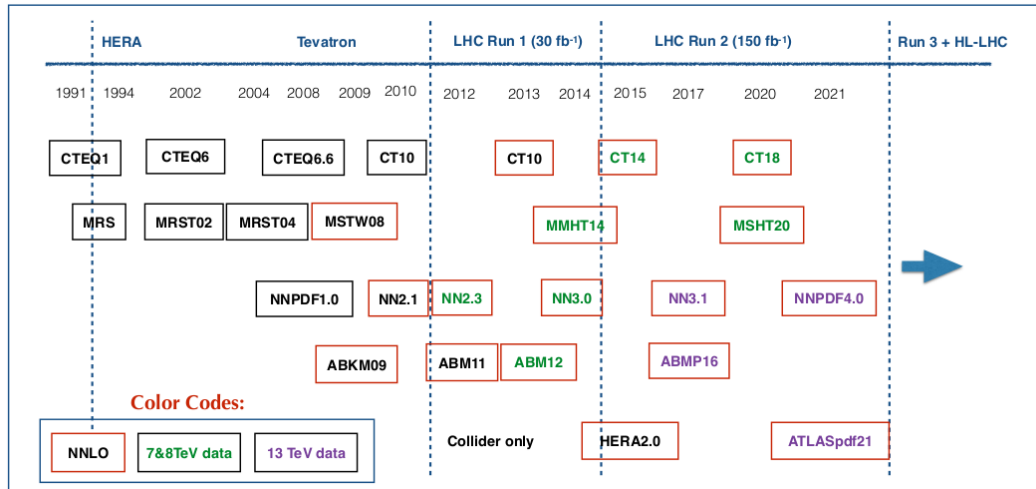 HERA Tevatron LHC Run 1 (30 fb⁻¹) LHC Run 2 (150 fb⁻¹) Run 3 + HL-LHC
1991 1994 2002 2004 2008 2009 2010 2012 2013 2014 2015 2017 2020 2021
CTEQ1 CTEQ6 CTEQ6.6 CT10 CT10 CT14 CT18
MRS MRST02 MRST04 MSTW08 MMHT14 MSHT20
NNPDF1.0 NN2.1 NN2.3 NN3.0 NN3.1 NNPDF4.0
ABKM09 ABM11 ABM12 ABMP16
Color Codes:
NNLO 7&8TeV data 13 TeV data Collider only HERA2.0 ATLASpdf21